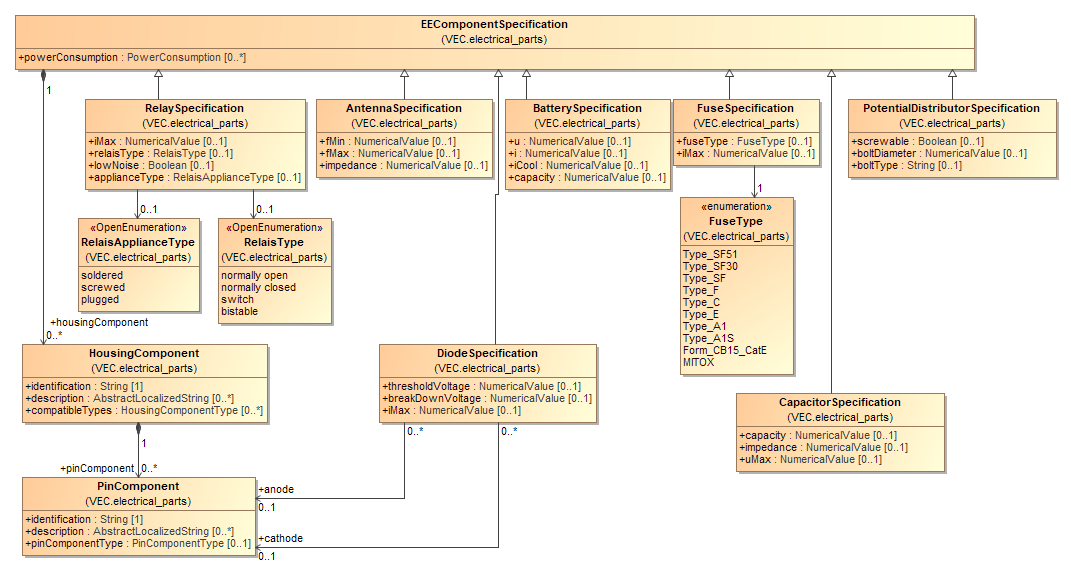 EEComponentSpecification
(VEC.electrical_parts)
+powerConsumption : PowerConsumption [0..*]
1
RelaySpecification
(VEC.electrical_parts)
+iMax : NumericalValue [0..1]
+relaisType : RelaisType [0..1]
+lowNoise : Boolean [0..1]
+applianceType : RelaisApplianceType [0..1]
AntennaSpecification
(VEC.electrical_parts)
+fMin : NumericalValue [0..1]
+fMax : NumericalValue [0..1]
+impedance : NumericalValue [0..1]
BatterySpecification
(VEC.electrical_parts)
+u : NumericalValue [0..1]
+i : NumericalValue [0..1]
+iCool : NumericalValue [0..1]
+capacity : NumericalValue [0..1]
FuseSpecification
(VEC.electrical_parts)
+fuseType : FuseType [0..1]
+iMax : NumericalValue [0..1]
PotentialDistributorSpecification
(VEC.electrical_parts)
+screwable : Boolean [0..1]
+boltDiameter : NumericalValue [0..1]
+boltType : String [0..1]
0..1
0..1
1
«OpenEnumeration»
RelaisApplianceType
(VEC.electrical_parts)
soldered
screwed
plugged
«OpenEnumeration»
RelaisType
(VEC.electrical_parts)
normally open
normally closed
switch
bistable
«enumeration»
FuseType
(VEC.electrical_parts)
Type_SF51
Type_SF30
Type_SF
Type_F
Type_C
Type_E
Type_A1
Type_A1S
Form_CB15_CatE
MITOX
+housingComponent
0..*
HousingComponent
(VEC.electrical_parts)
+identification : String [1]
+description : AbstractLocalizedString [0..*]
+compatibleTypes : HousingComponentType [0..*]
DiodeSpecification
(VEC.electrical_parts)
+thresholdVoltage : NumericalValue [0..1]
+breakDownVoltage : NumericalValue [0..1]
+iMax : NumericalValue [0..1]
CapacitorSpecification
(VEC.electrical_parts)
+capacity : NumericalValue [0..1]
+impedance : NumericalValue [0..1]
+uMax : NumericalValue [0..1]
1
0..*
0..*
+pinComponent
0..*
PinComponent
(VEC.electrical_parts)
+identification : String [1]
+description : AbstractLocalizedString [0..*]
+pinComponentType : PinComponentType [0..1]
+anode
0..1
+cathode
0..1